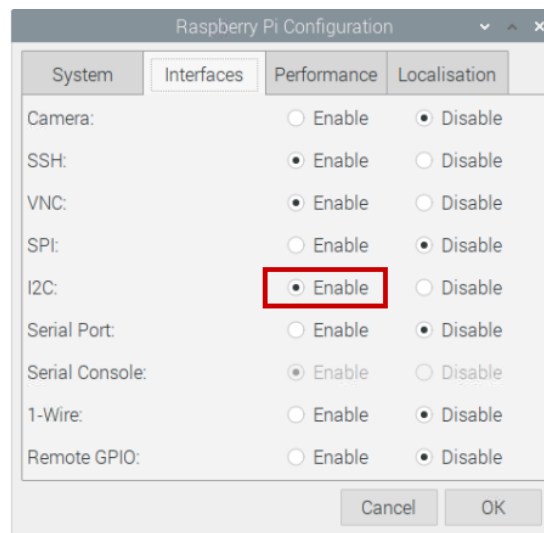 Raspberry Pi Configuration
System Interfaces Performance Localisation
Camera: Enable Disable
SSH: Enable Disable
VNC: Enable Disable
SPI: Enable Disable
I2C: Enable Disable
Serial Port: Enable Disable
Serial Console: Enable Disable
1-Wire: Enable Disable
Remote GPIO: Enable Disable
Cancel OK